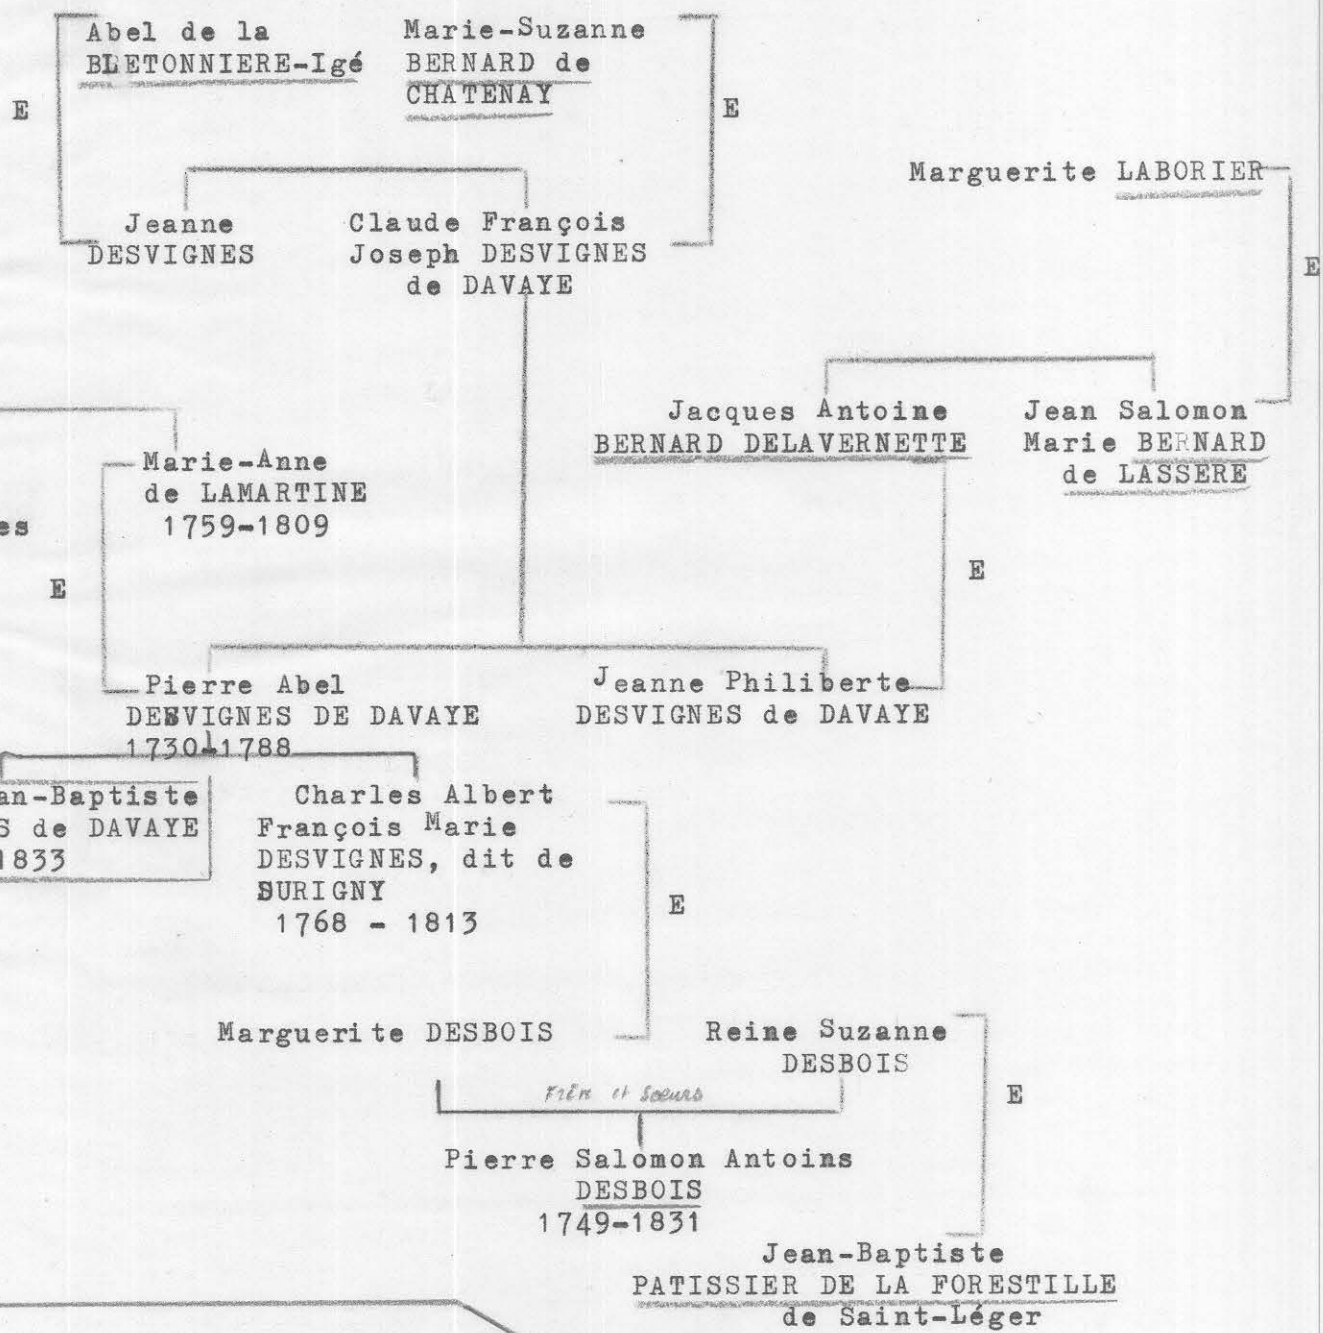 Abel de la
BLETONNIERE-Igé
Marie-Suzanne
BERNARD de
CHATENAY
E
E
Marguerite LABORIER
Jeanne
DESVIGNES
Claude François
Joseph DESVIGNES
de DAVAYE
E
Jacques Antoine
BERNARD DELAVERNETTE
Jean Salomon
Marie BERNARD
de LASSERE
Marie-Anne
de LAMARTINE
1759-1809
es
E
E
Pierre Abel
DESVIGNES DE DAVAYE
1730-1788
Jeanne Philiberte
DESVIGNES de DAVAYE
an-Baptiste
S de DAVAYE
1833
Charles Albert
François Marie
DESVIGNES, dit de
SURIGNY
1768 - 1813
E
Marguerite DESBOIS
Reine Suzanne
DESBOIS
Frère et Soeurs
E
Pierre Salomon Antoins
DESBOIS
1749-1831
Jean-Baptiste
PATISSIER DE LA FORESTILLE
de Saint-Léger